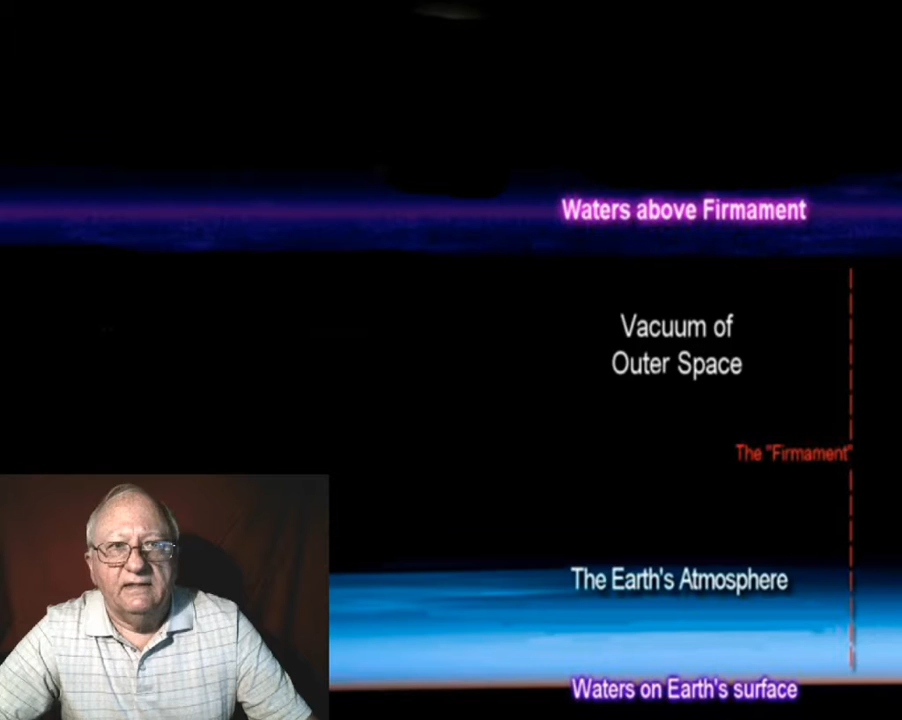 Waters above Firmament
Vacuum of
Outer Space
The "Firmament"
The Earth's Atmosphere
Waters on Earth's surface